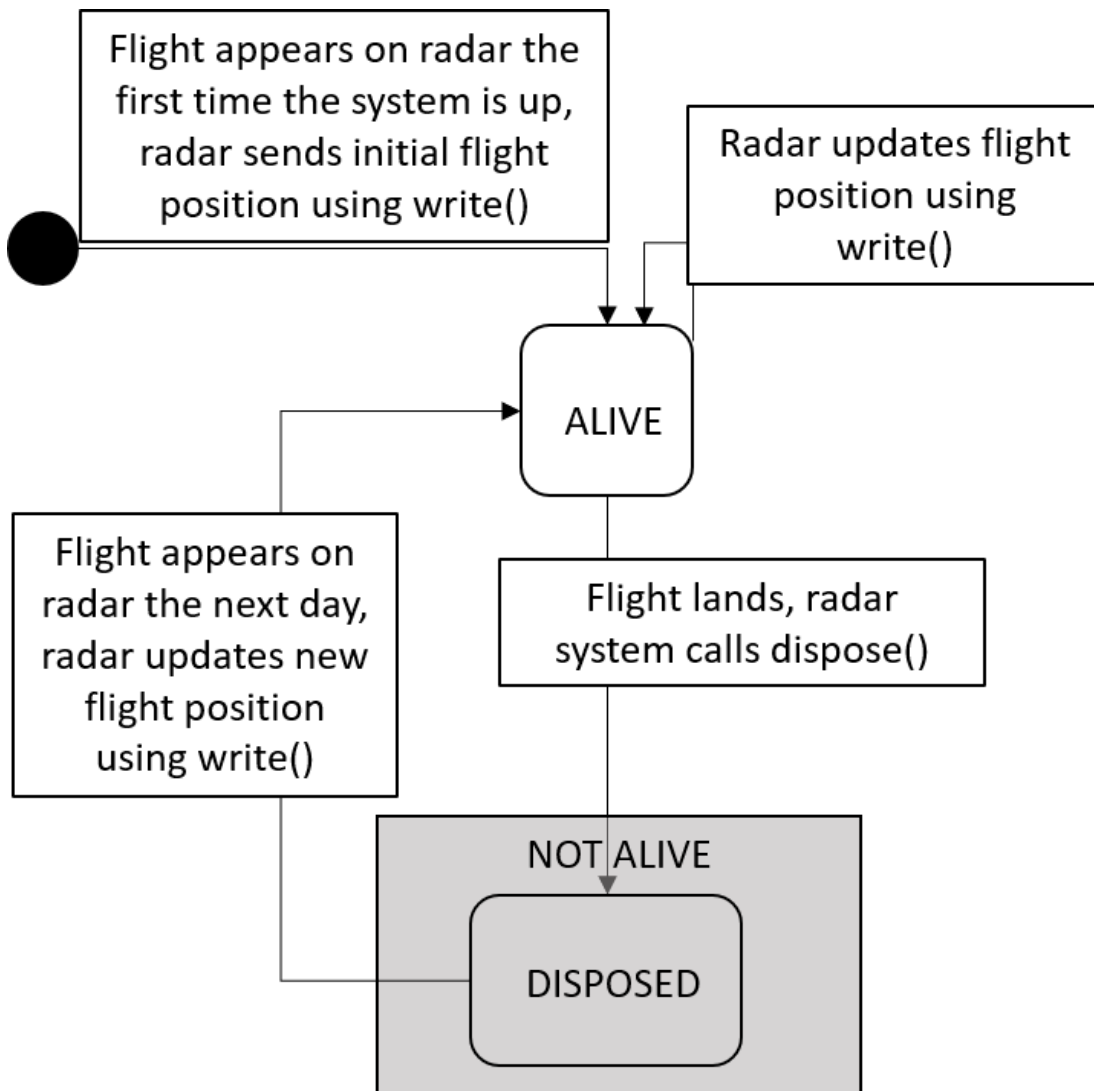 Flight appears on radar the
first time the system is up,
radar sends initial flight
position using write()
Radar updates flight
position using
write()
ALIVE
Flight appears on
radar the next day,
radar updates new
flight position
using write()
Flight lands, radar
system calls dispose()
NOT ALIVE
DISPOSED